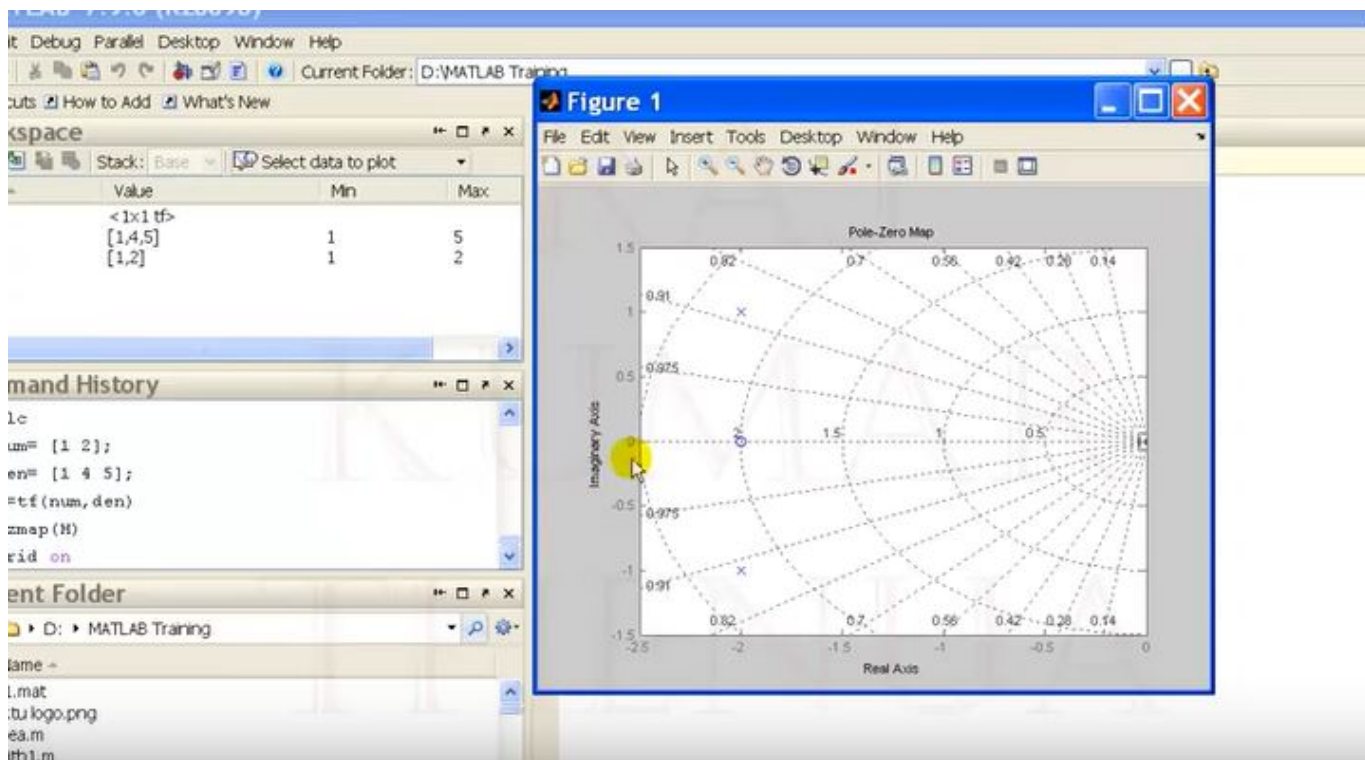 it Debug Parallel Desktop Window Help
Current Folder: D:\MATLAB Training
cuts How to Add What's New
kspace
Stack: Base Select data to plot
Value Min Max
<1x1 tf>
[1,4,5] 1 5
[1,2] 1 2
mand History
lc
um= [1 2];
en= [1 4 5];
=tf(num,den)
zmap(H)
rid on
ent Folder
D: MATLAB Training
Name
1.mat
tu logo.png
ea.m
Figure 1
File Edit View Insert Tools Desktop Window Help
Pole-Zero Map
1.5 0.82 0.7 0.56 0.42 0.28 0.14
0.91
1
0.5 0.975
0 2 1.5 1 0.5
-0.5 0.975
-1
0.91
0.82 0.7 0.56 0.42 0.28 0.14
-1.5
-2.5 -2 -1.5 -1 -0.5 0
Real Axis
Imaginary Axis
KUMAR